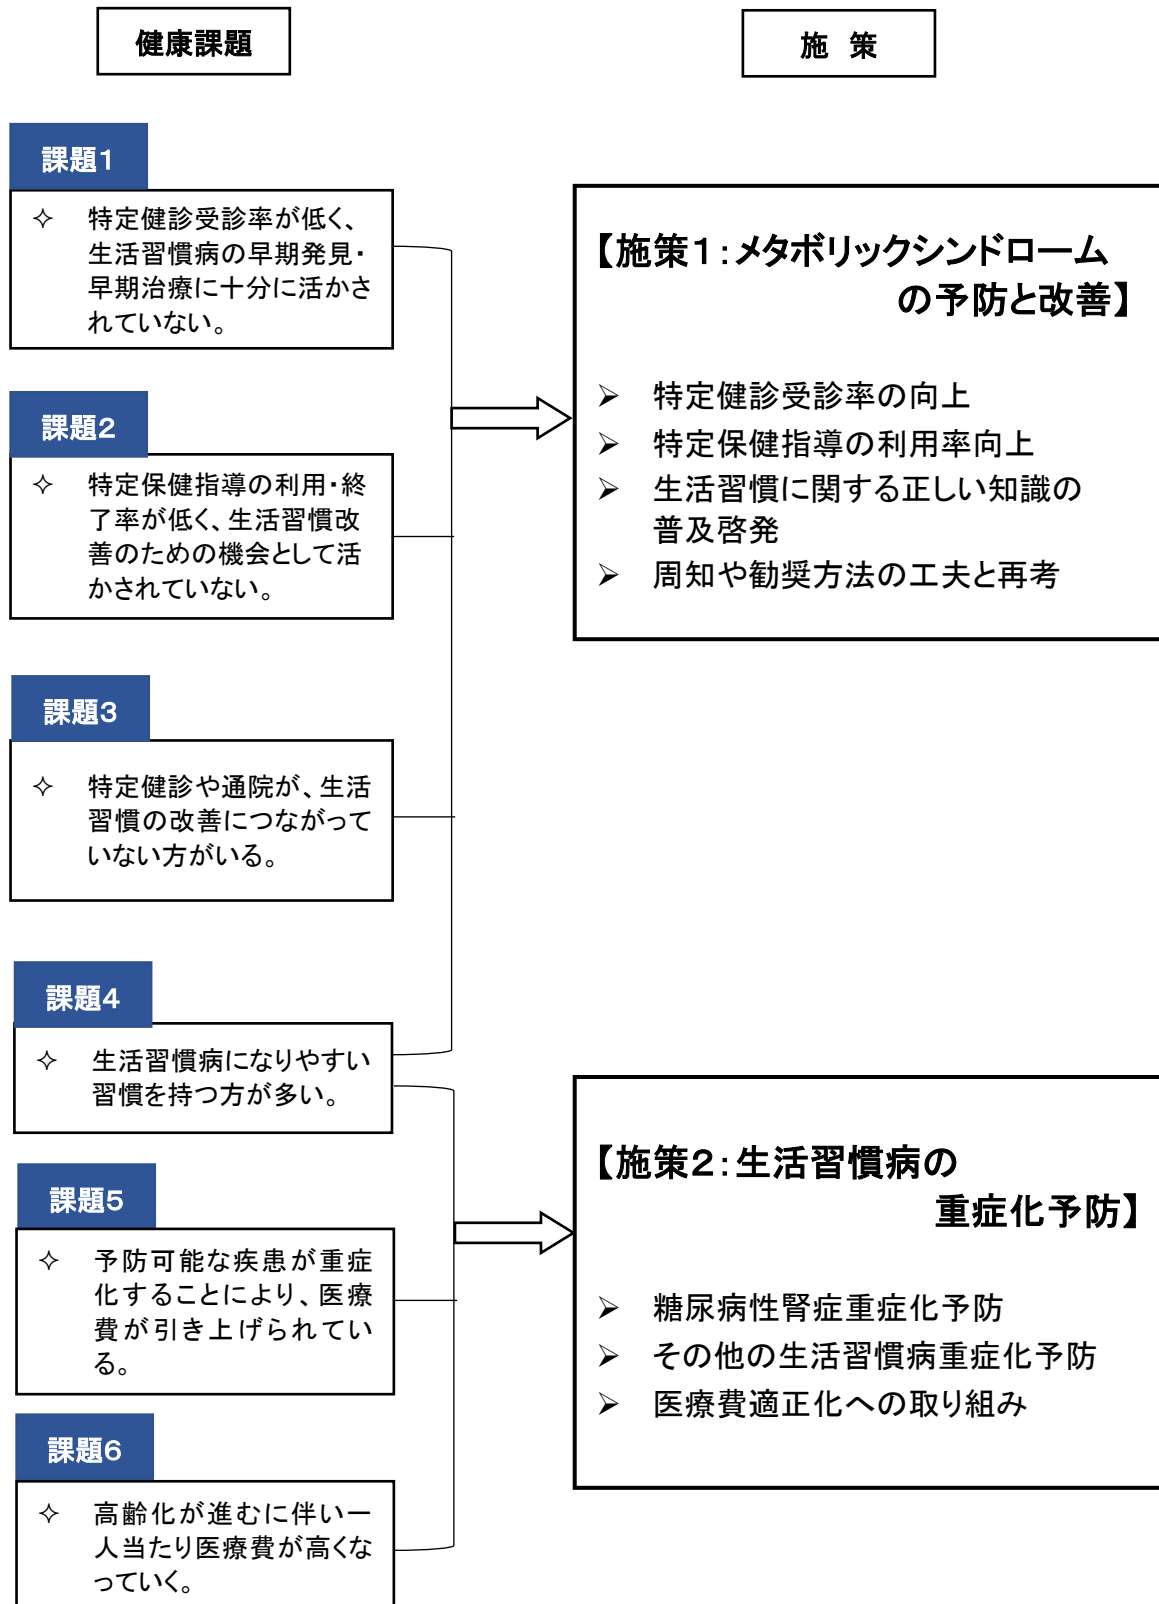 健康課題
施 策
課題1
✧ 特定健診受診率が低く、
生活習慣病の早期発見・
早期治療に十分に活かさ
れていない。
課題2
✧ 特定保健指導の利用・終
了率が低く、生活習慣改
善のための機会として活
かされていない。
課題3
✧ 特定健診や通院が、生活
習慣の改善につながって
いない方がいる。
課題4
✧ 生活習慣病になりやすい
習慣を持つ方が多い。
課題5
✧ 予防可能な疾患が重症
化することにより、医療
費が引き上げられてい
る。
課題6
✧ 高齢化が進むに伴い一
人当たり医療費が高くな
っていく。
【施策1:メタボリックシンドローム
の予防と改善】
➢ 特定健診受診率の向上
➢ 特定保健指導の利用率向上
➢ 生活習慣に関する正しい知識の
普及啓発
➢ 周知や勧奨方法の工夫と再考
【施策2:生活習慣病の
重症化予防】
➢ 糖尿病性腎症重症化予防
➢ その他の生活習慣病重症化予防
➢ 医療費適正化への取り組み